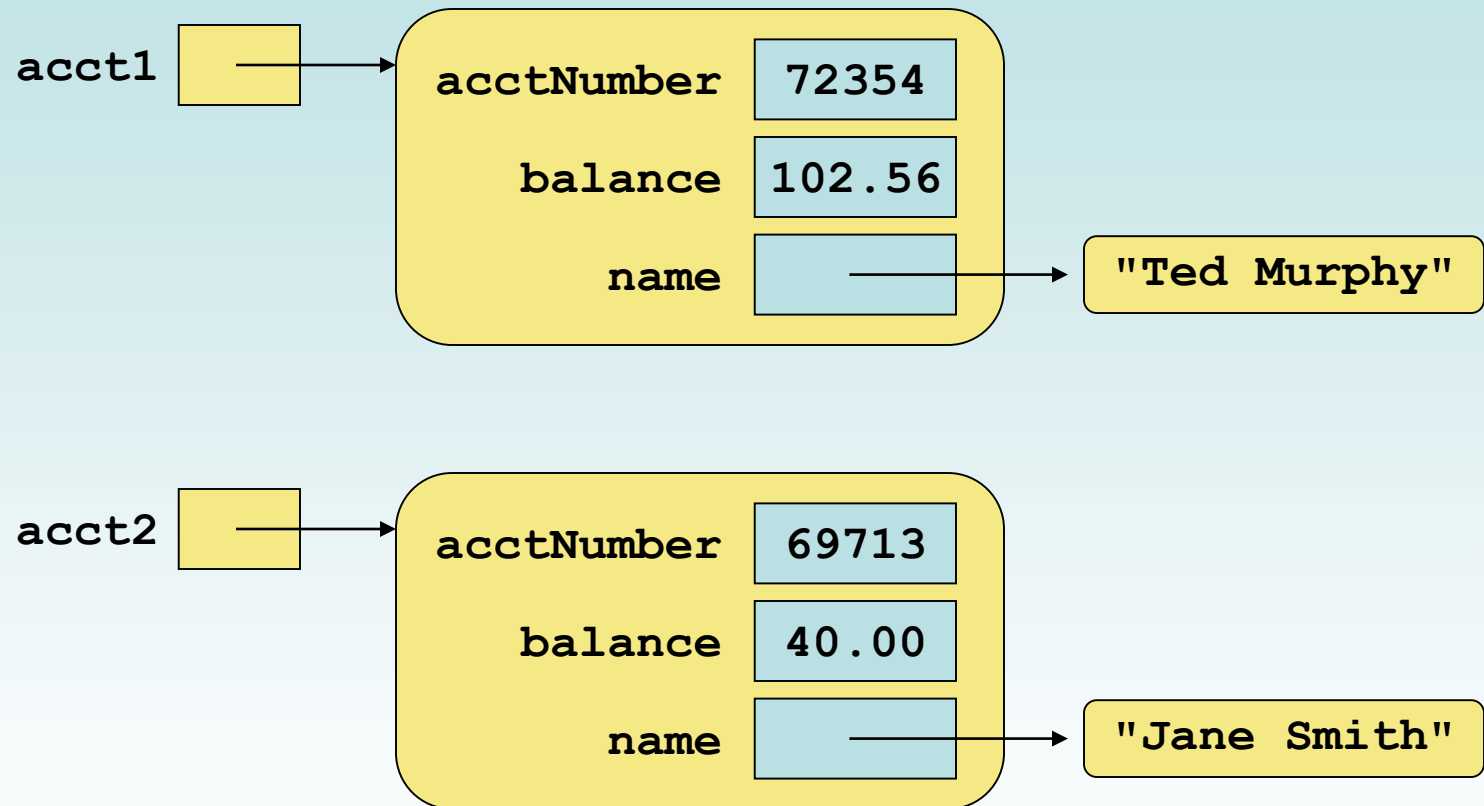 acct1
acctNumber 72354
balance 102.56
name "Ted Murphy"
acct2
acctNumber 69713
balance 40.00
name "Jane Smith"